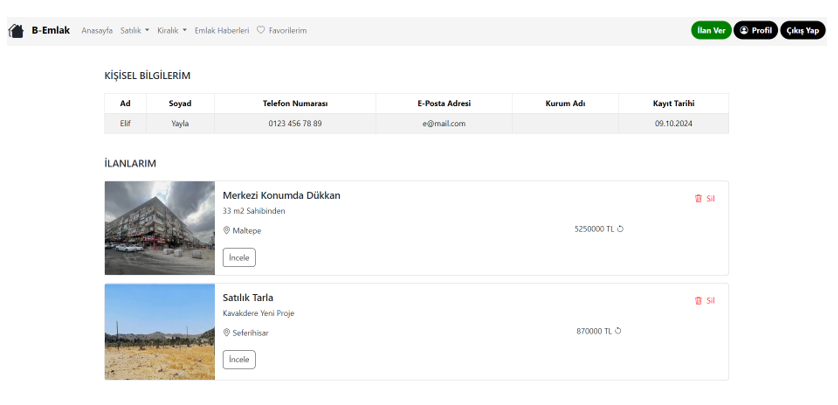 B-Emlak Anasayfa Satılık Kiralık Emlak Haberleri Favorilerim İlan Ver Profil Çıkış Yap
KİŞİSEL BİLGİLERİM
Ad Soyad Telefon Numarası E-Posta Adresi Kurum Adı Kayıt Tarihi
Elif Yayla 0123 456 78 89 e@mail.com 09.10.2024
İLANLARIM
Merkezi Konumda Dükkan Sil
33 m2 Sahibinden
Maltepe 5250000 TL
İncele
Satılık Tarla Sil
Kavakdere Yeni Proje
Seferihisar 870000 TL
İncele